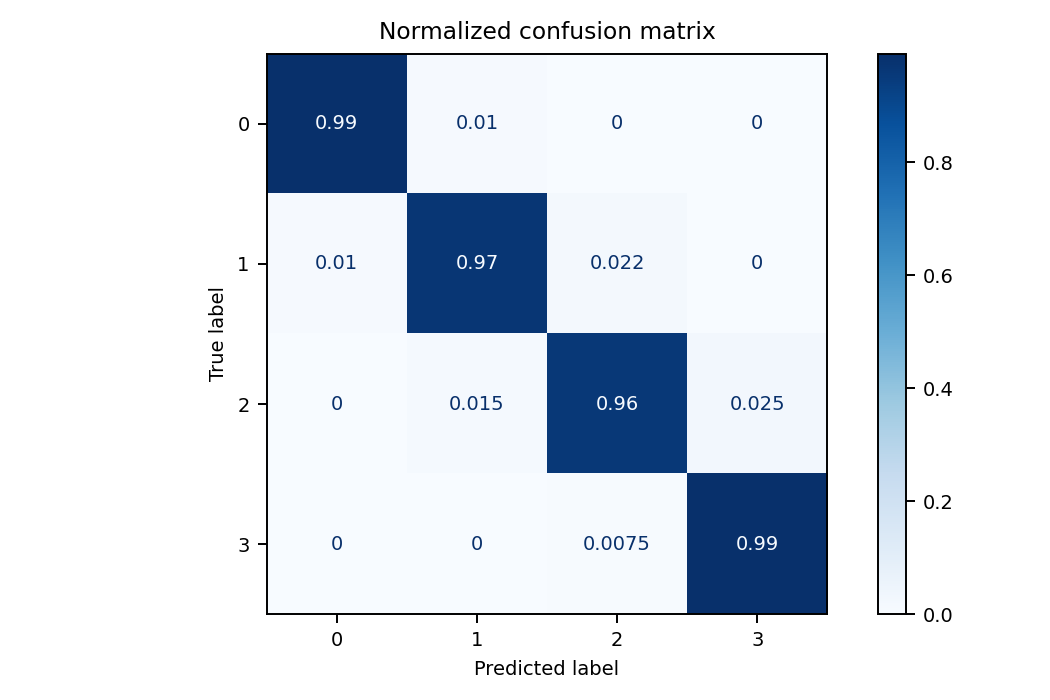 Normalized confusion matrix
0 0.99 0.01 0 0
0.8
1 0.01 0.97 0.022 0
0.6
True label
2 0 0.015 0.96 0.025
0.4
0.2
3 0 0 0.0075 0.99
0.0
0 1 2 3
Predicted label